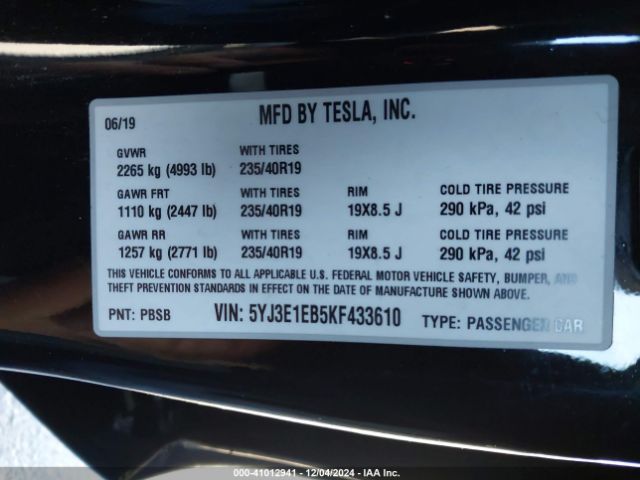 06/19 MFD BY TESLA, INC.
GVWR WITH TIRES
2265 kg (4993 lb) 235/40R19
GAWR FRT WITH TIRES RIM COLD TIRE PRESSURE
1110 kg (2447 lb) 235/40R19 19X8.5 J 290 kPa, 42 psi
GAWR RR WITH TIRES RIM COLD TIRE PRESSURE
1257 kg (2771 lb) 235/40R19 19X8.5 J 290 kPa, 42 psi
THIS VEHICLE CONFORMS TO ALL APPLICABLE U.S. FEDERAL MOTOR VEHICLE SAFETY, BUMPER, AND
THEFT PREVENTION STANDARDS IN EFFECT ON THE DATE OF MANUFACTURE SHOWN ABOVE.
PNT: PBSB VIN: 5YJ3E1EB5KF433610 TYPE: PASSENGER CAR
000-41012941 - 12/04/2024 - IAA Inc.